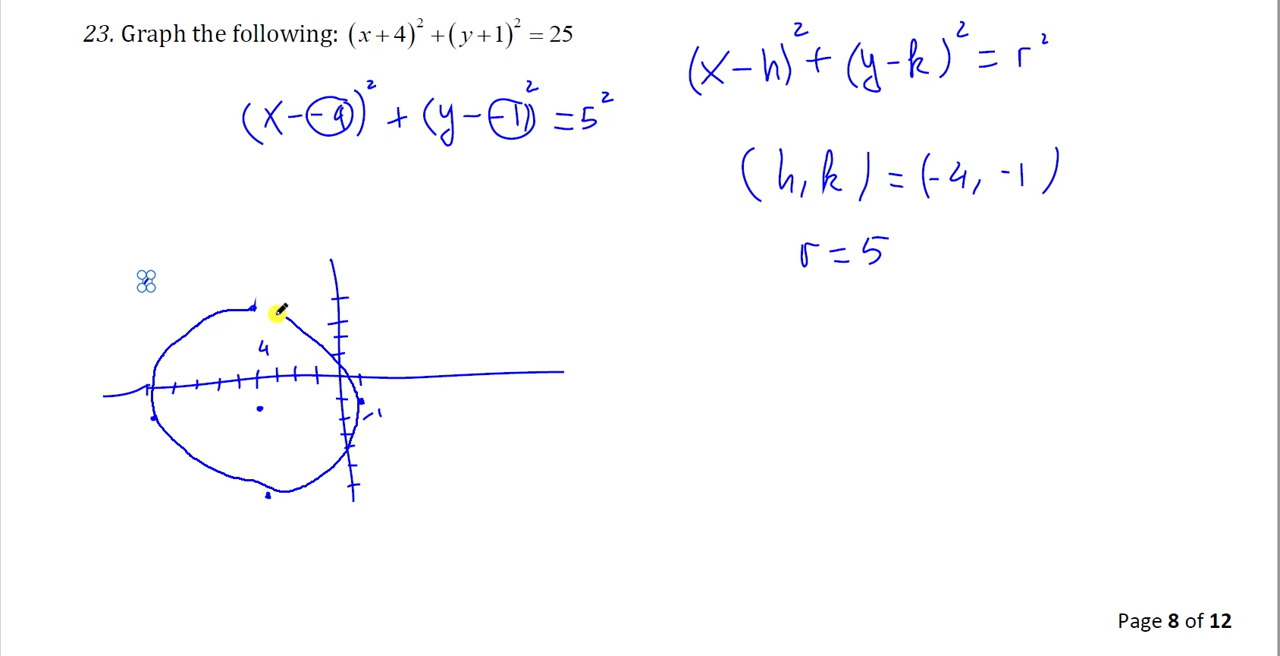 23. Graph the following: (x+4)² +(y+1)² = 25
(x--4)² + (y--1)² = 5²
(x-h)² + (y-k)² = r²
(h, k) = (-4, -1)
r = 5
4
-1
Page 8 of 12